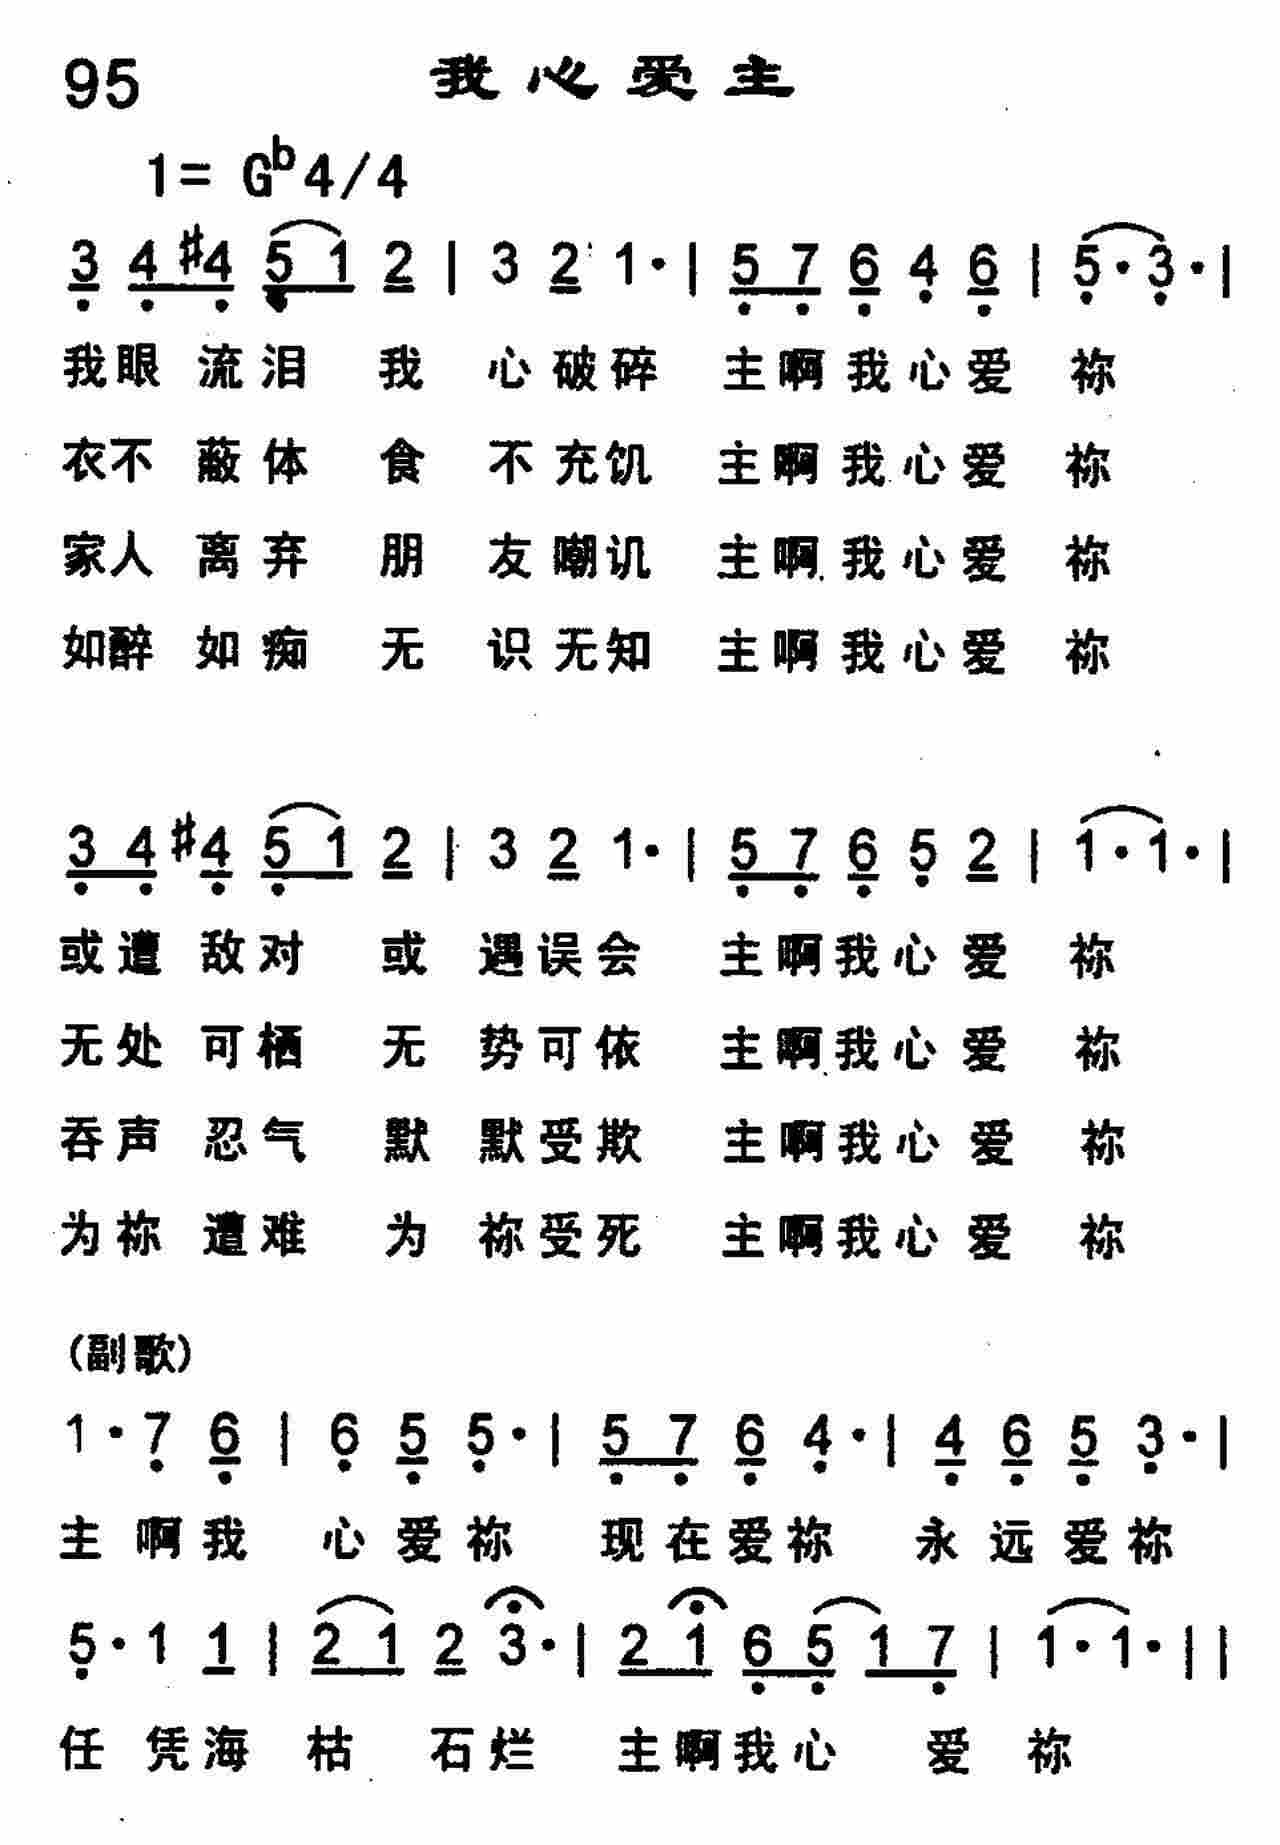 95 我心爱主
1= Gb 4/4
3 4 #4 5 1 2 | 3 2 1· | 5 7 6 4 6 | 5·3·|
我眼流泪我心破碎主啊我心爱祢
衣不蔽体食不充饥主啊我心爱祢
家人离弃朋友嘲讥主啊我心爱祢
如醉如痴无识无知主啊我心爱祢
3 4 #4 5 1 2 | 3 2 1· | 5 7 6 5 2 | 1·1·|
或遭敌对或遇误会主啊我心爱祢
无处可栖无势可依主啊我心爱祢
吞声忍气默默受欺主啊我心爱祢
为祢遭难为祢受死主啊我心爱祢
(副歌)
1·7 6 | 6 5 5· | 5 7 6 4· | 4 6 5 3·|
主啊我心爱祢现在爱祢永远爱祢
5·1 1 | 2 1 2 3· | 2 1 6 5 1 7 | 1·1·||
任凭海枯石烂主啊我心爱祢